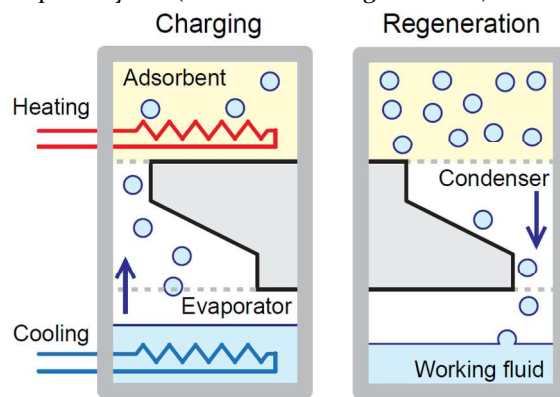 Charging
Regeneration
Adsorbent
Heating
Condenser
Evaporator
Cooling
Working fluid